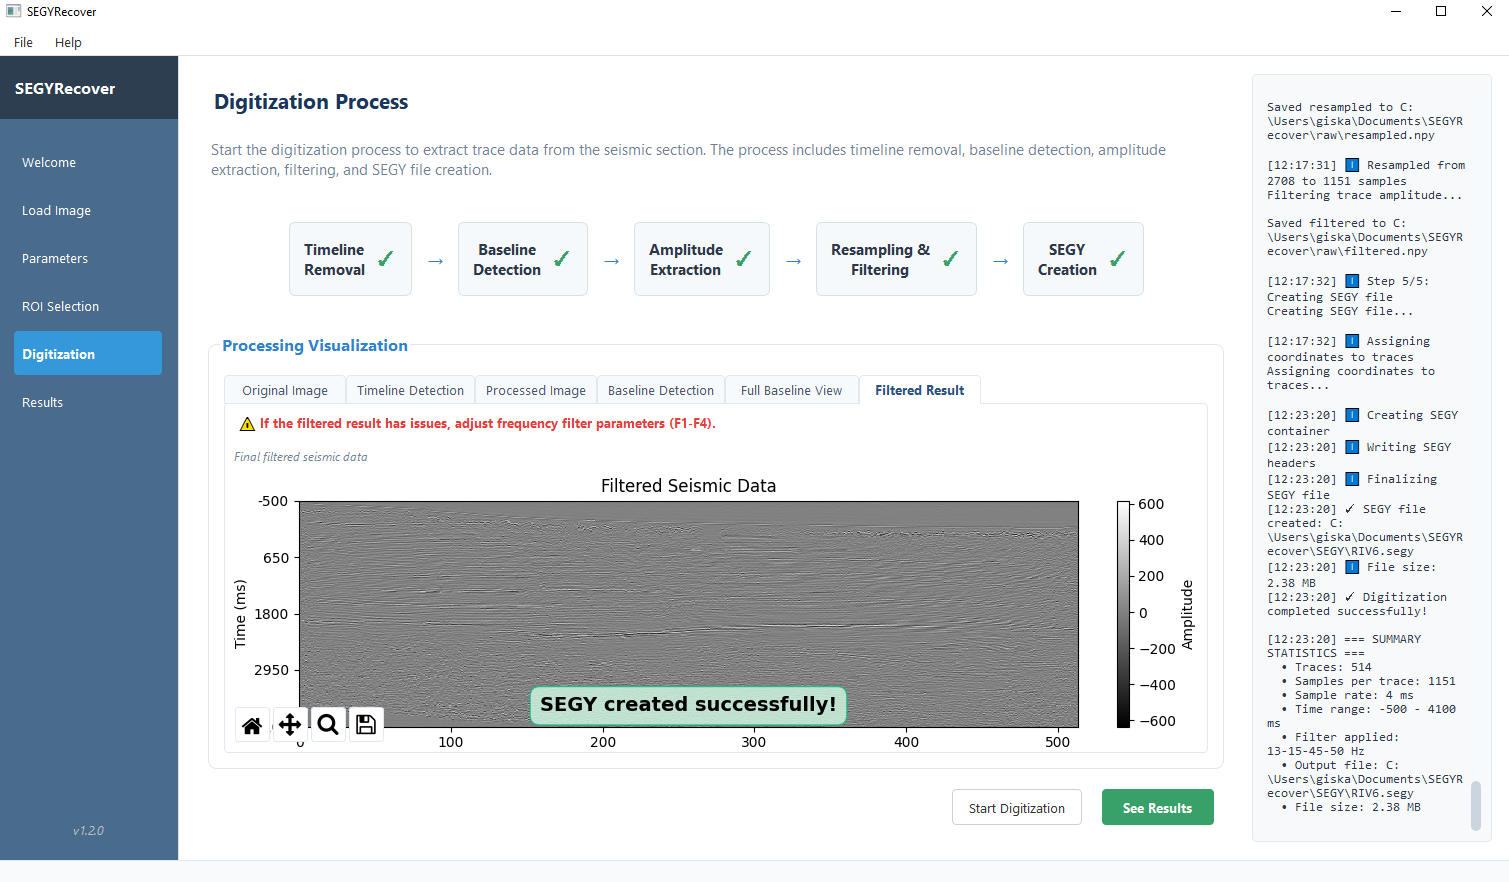 SEGYRecover
File Help
SEGYRecover
Welcome
Load Image
Parameters
ROI Selection
Digitization
Results
v1.2.0
Digitization Process
Start the digitization process to extract trace data from the seismic section. The process includes timeline removal, baseline detection, amplitude
extraction, filtering, and SEGY file creation.
Timeline
Removal ✓
→
Baseline
Detection ✓
→
Amplitude
Extraction ✓
→
Resampling &
Filtering ✓
→
SEGY
Creation ✓
Processing Visualization
Original Image Timeline Detection Processed Image Baseline Detection Full Baseline View Filtered Result
If the filtered result has issues, adjust frequency filter parameters (F1-F4).
Final filtered seismic data
Filtered Seismic Data
Time (ms)
-500
650
1800
2950
0 100 200 300 400 500
SEGY created successfully!
600
400
200
0
−200
−400
−600
Amplitude
Start Digitization See Results
Saved resampled to C:
\Users\giska\Documents\SEGYR
ecover\raw\resampled.npy
[12:17:31] Resampled from
2708 to 1151 samples
Filtering trace amplitude...
Saved filtered to C:
\Users\giska\Documents\SEGYR
ecover\raw\filtered.npy
[12:17:32] Step 5/5:
Creating SEGY file
Creating SEGY file...
[12:17:32] Assigning
coordinates to traces
Assigning coordinates to
traces...
[12:23:20] Creating SEGY
container
[12:23:20] Writing SEGY
headers
[12:23:20] Finalizing
SEGY file
[12:23:20] ✓ SEGY file
created: C:
\Users\giska\Documents\SEGYR
ecover\SEGY\RIV6.segy
[12:23:20] File size:
2.38 MB
[12:23:20] ✓ Digitization
completed successfully!
[12:23:20] === SUMMARY
STATISTICS ===
• Traces: 514
• Samples per trace: 1151
• Sample rate: 4 ms
• Time range: -500 - 4100
ms
• Filter applied:
13-15-45-50 Hz
• Output file: C:
\Users\giska\Documents\SEGYR
ecover\SEGY\RIV6.segy
• File size: 2.38 MB